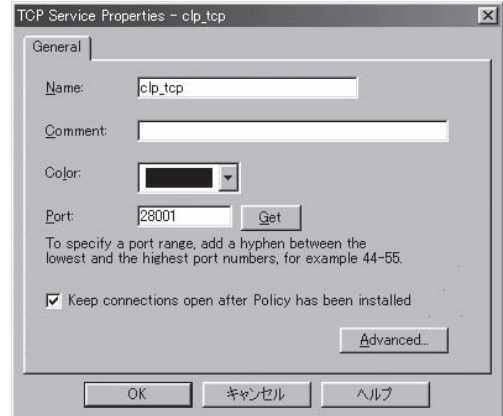 TCP Service Properties - clp_tcp
General
Name: clp_tcp
Comment:
Color:
Port: 28001 Get
To specify a port range, add a hyphen between the
lowest and the highest port numbers, for example 44-55.
Keep connections open after Policy has been installed
Advanced...
OK キャンセル ヘルプ